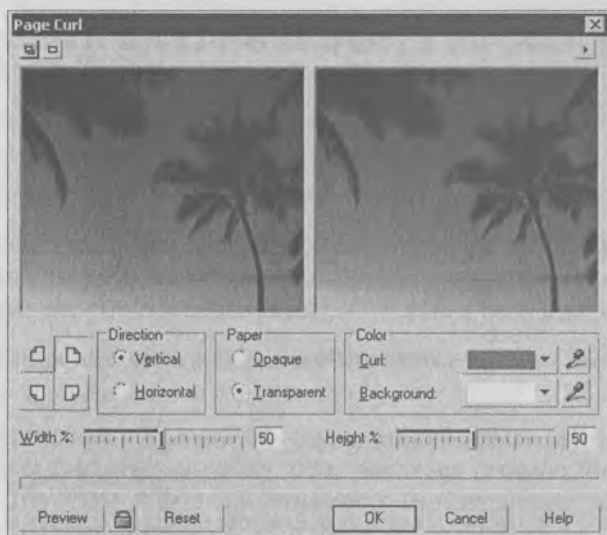 Page Curl
Direction Paper Color
Vertical Opaque Curl:
Horizontal Transparent Background:
Width %: 50 Height %: 50
Preview Reset OK Cancel Help